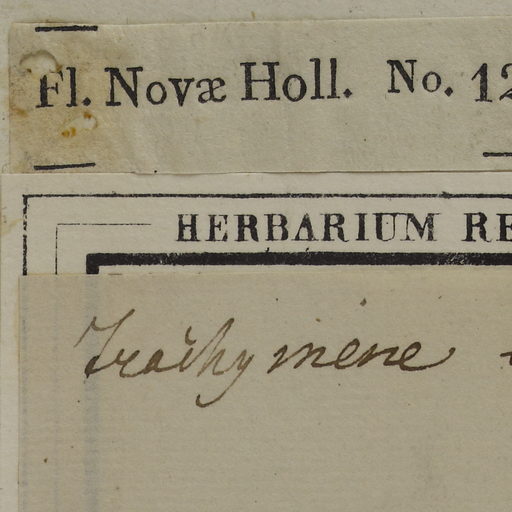 Fl. Novæ Holl. No. 12
HERBARIUM RE
Trachymene